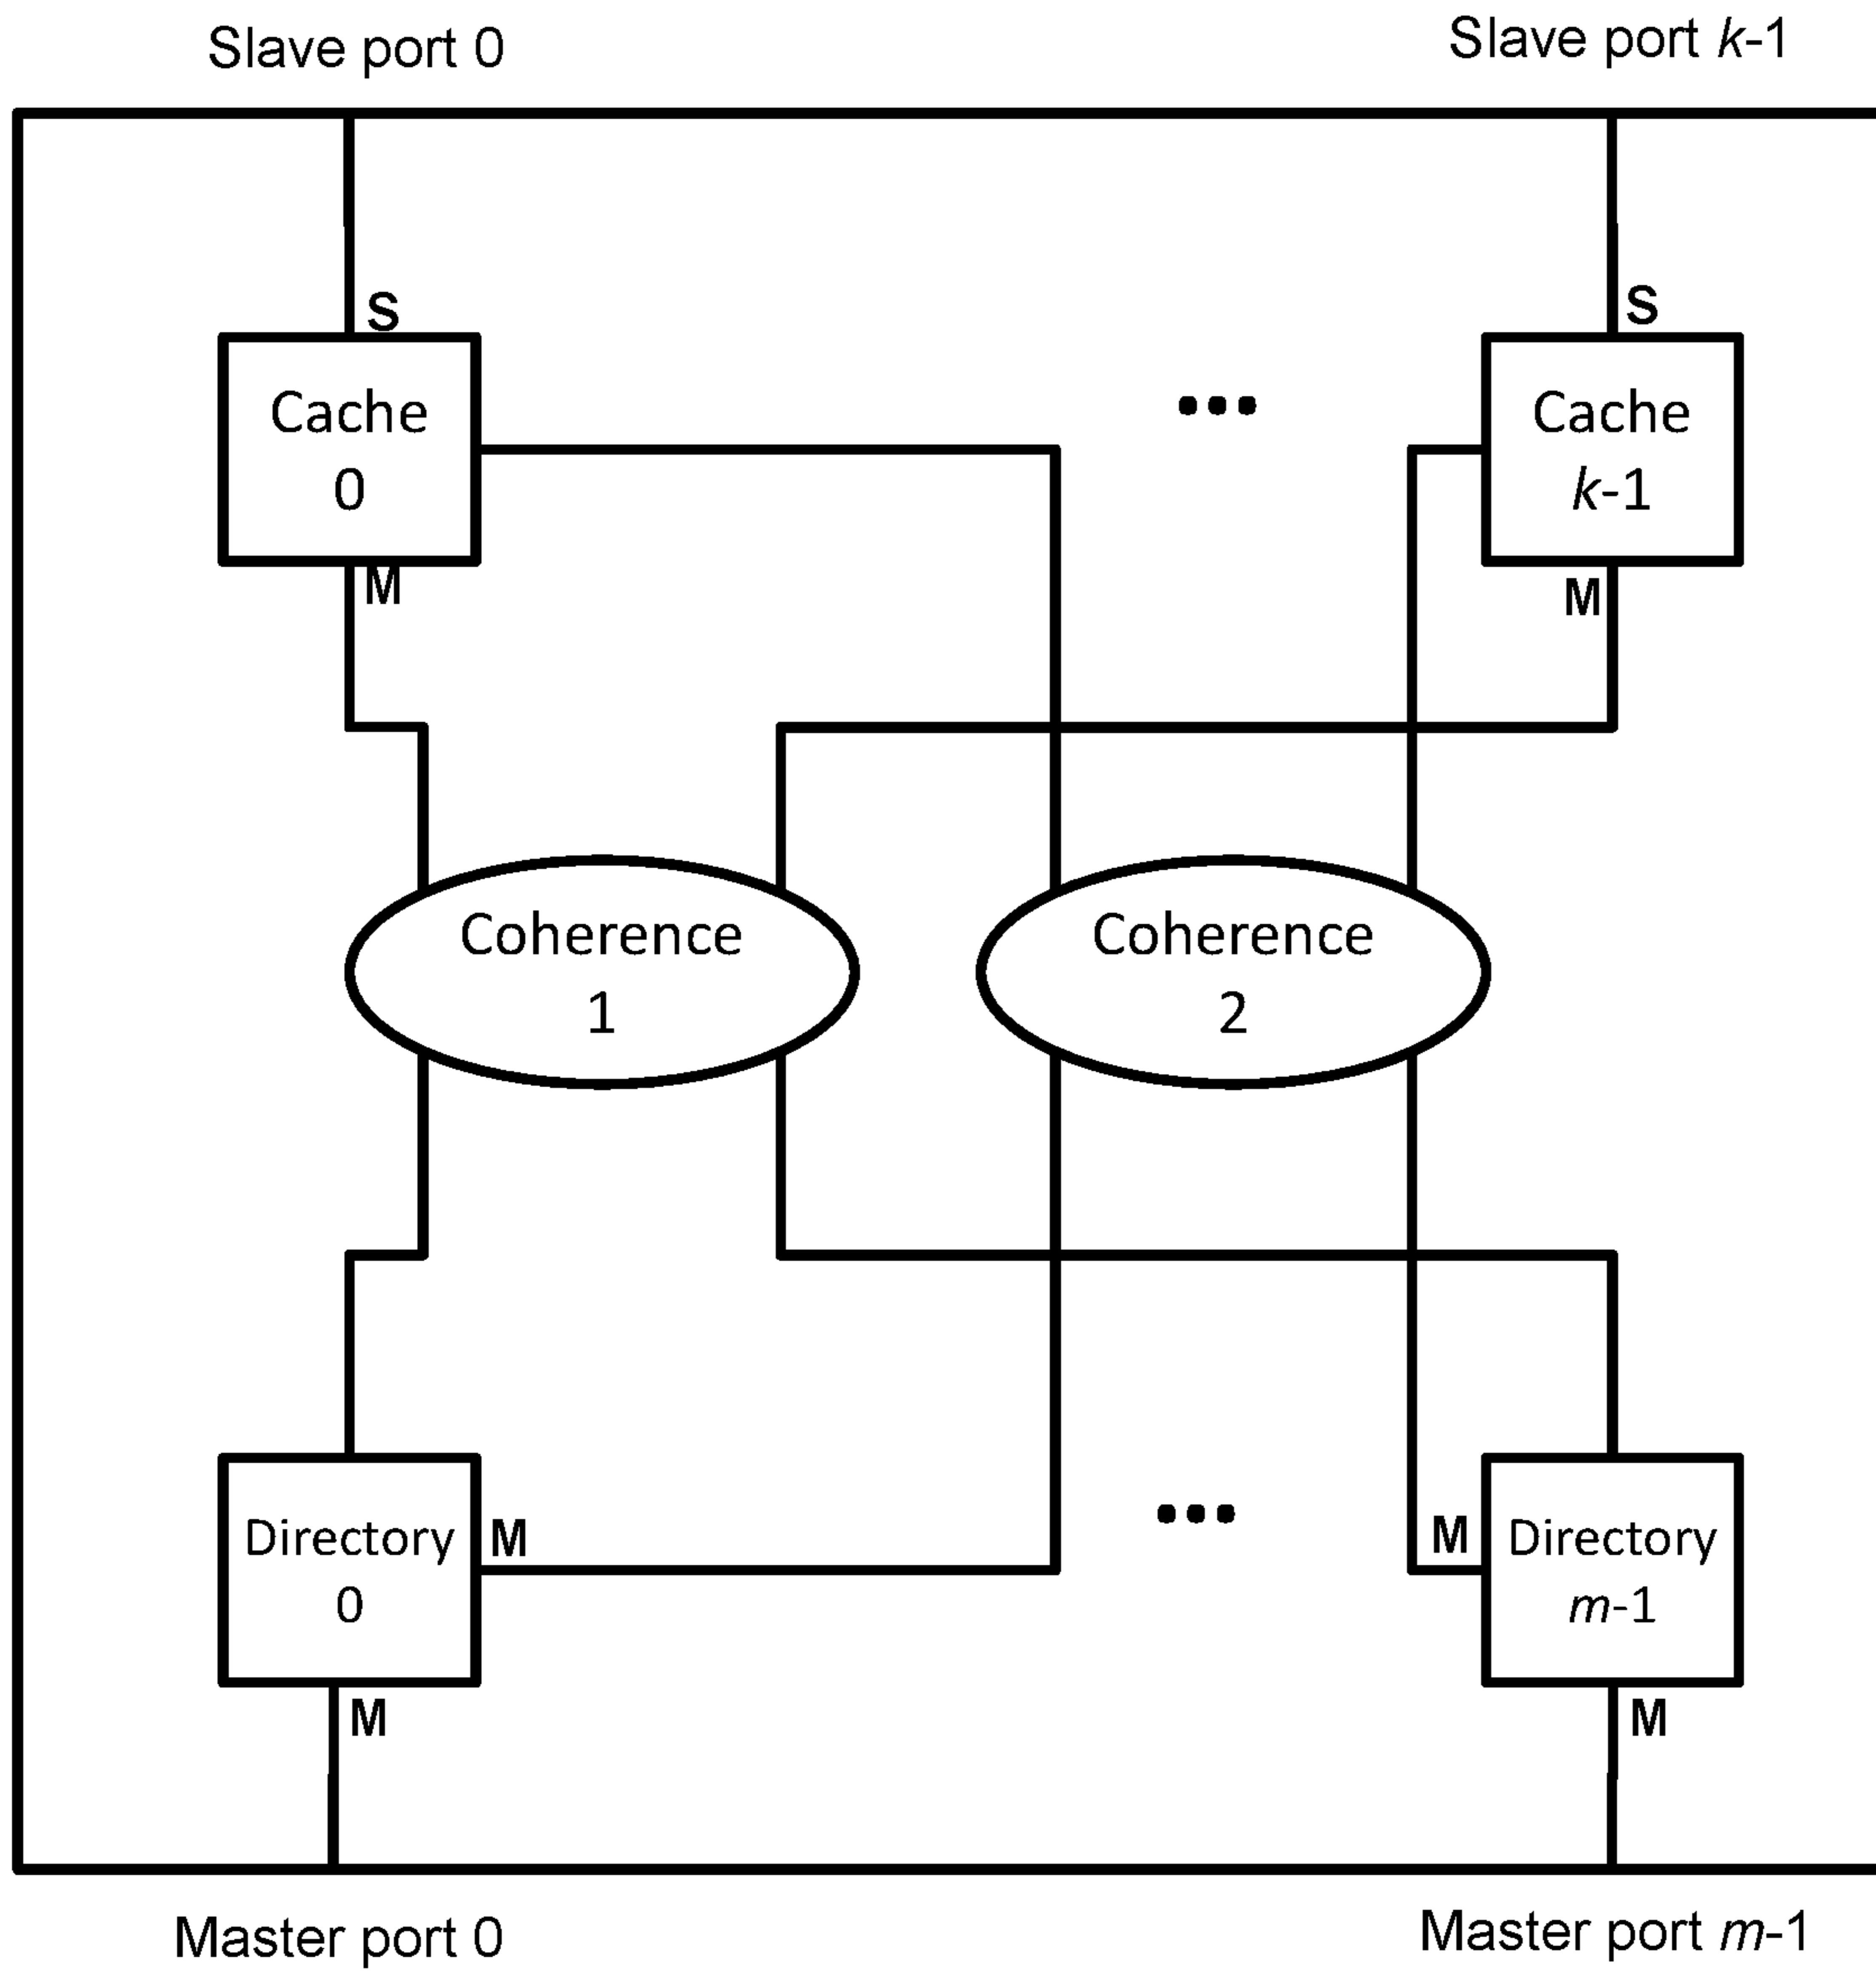 Slave port 0
Slave port k-1
S
S
Cache
0
•••
Cache
k-1
M
M
Coherence
1
Coherence
2
Directory
0
M
•••
M
Directory
m-1
M
M
Master port 0
Master port m-1